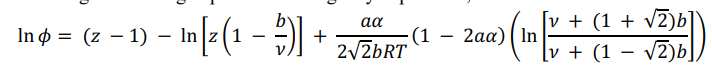 ln ϕ = (z − 1) − ln [z (1 − b/v)] + aα/(2√2bRT) (1 − 2aα) (ln [v + (1 + √2)b]/[v + (1 − √2)b])